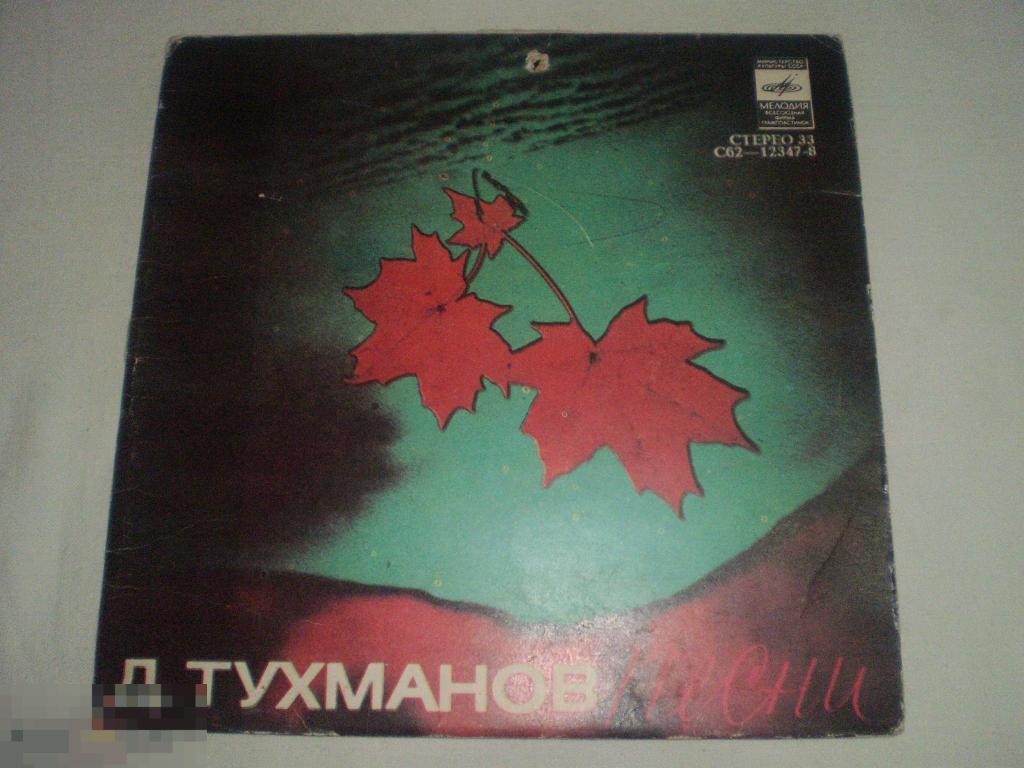 МИНИСТЕРСТВО
КУЛЬТУРЫ СССР
МЕЛОДИЯ
ВСЕСОЮЗНАЯ
ФИРМА
ГРАМПЛАСТИНОК
СТЕРЕО 33
С62—12347-8
Д. ТУХМАНОВ ПЕСНИ